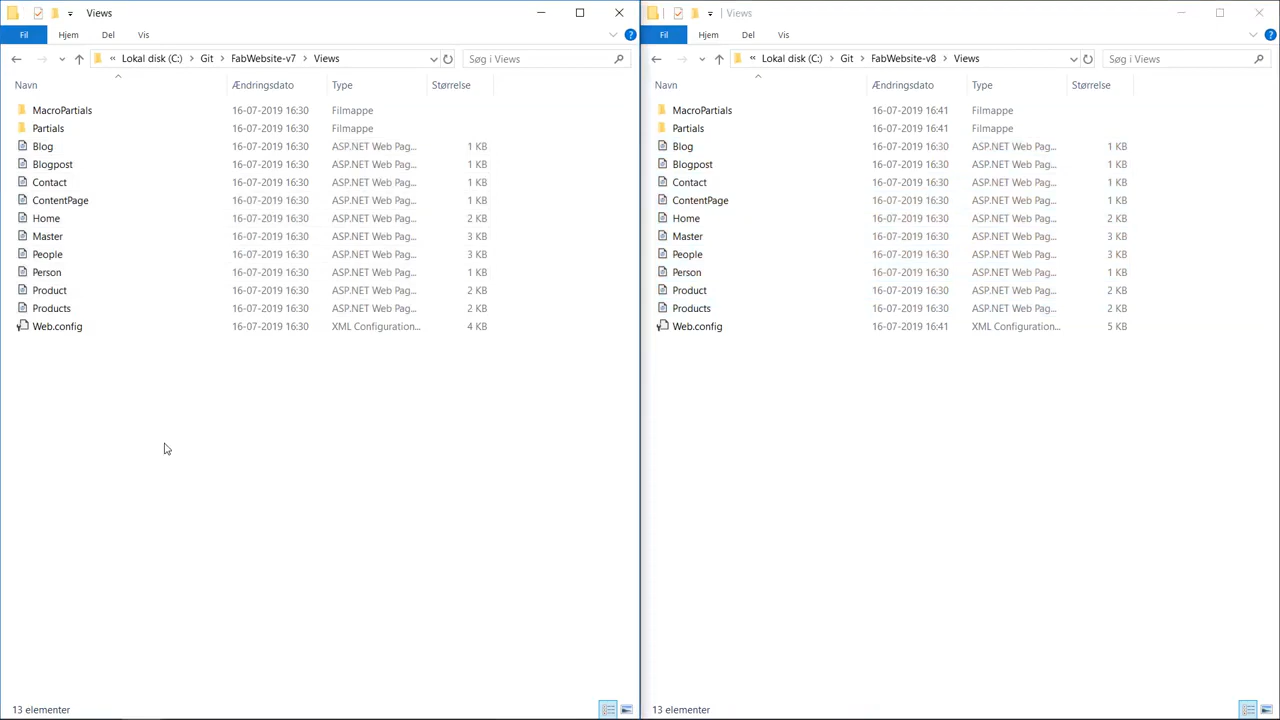 Views
Fil Hjem Del Vis
« Lokal disk (C:) > Git > FabWebsite-v7 > Views
Søg i Views
Navn Ændringsdato Type Størrelse
MacroPartials 16-07-2019 16:30 Filmappe
Partials 16-07-2019 16:30 Filmappe
Blog 16-07-2019 16:30 ASP.NET Web Pag... 1 KB
Blogpost 16-07-2019 16:30 ASP.NET Web Pag... 1 KB
Contact 16-07-2019 16:30 ASP.NET Web Pag... 1 KB
ContentPage 16-07-2019 16:30 ASP.NET Web Pag... 1 KB
Home 16-07-2019 16:30 ASP.NET Web Pag... 2 KB
Master 16-07-2019 16:30 ASP.NET Web Pag... 3 KB
People 16-07-2019 16:30 ASP.NET Web Pag... 3 KB
Person 16-07-2019 16:30 ASP.NET Web Pag... 1 KB
Product 16-07-2019 16:30 ASP.NET Web Pag... 2 KB
Products 16-07-2019 16:30 ASP.NET Web Pag... 2 KB
Web.config 16-07-2019 16:30 XML Configuration... 4 KB
13 elementer
Views
Fil Hjem Del Vis
« Lokal disk (C:) > Git > FabWebsite-v8 > Views
Søg i Views
Navn Ændringsdato Type Størrelse
MacroPartials 16-07-2019 16:41 Filmappe
Partials 16-07-2019 16:41 Filmappe
Blog 16-07-2019 16:30 ASP.NET Web Pag... 1 KB
Blogpost 16-07-2019 16:30 ASP.NET Web Pag... 1 KB
Contact 16-07-2019 16:30 ASP.NET Web Pag... 1 KB
ContentPage 16-07-2019 16:30 ASP.NET Web Pag... 1 KB
Home 16-07-2019 16:30 ASP.NET Web Pag... 2 KB
Master 16-07-2019 16:30 ASP.NET Web Pag... 3 KB
People 16-07-2019 16:30 ASP.NET Web Pag... 3 KB
Person 16-07-2019 16:30 ASP.NET Web Pag... 1 KB
Product 16-07-2019 16:30 ASP.NET Web Pag... 2 KB
Products 16-07-2019 16:30 ASP.NET Web Pag... 2 KB
Web.config 16-07-2019 16:41 XML Configuration... 5 KB
13 elementer